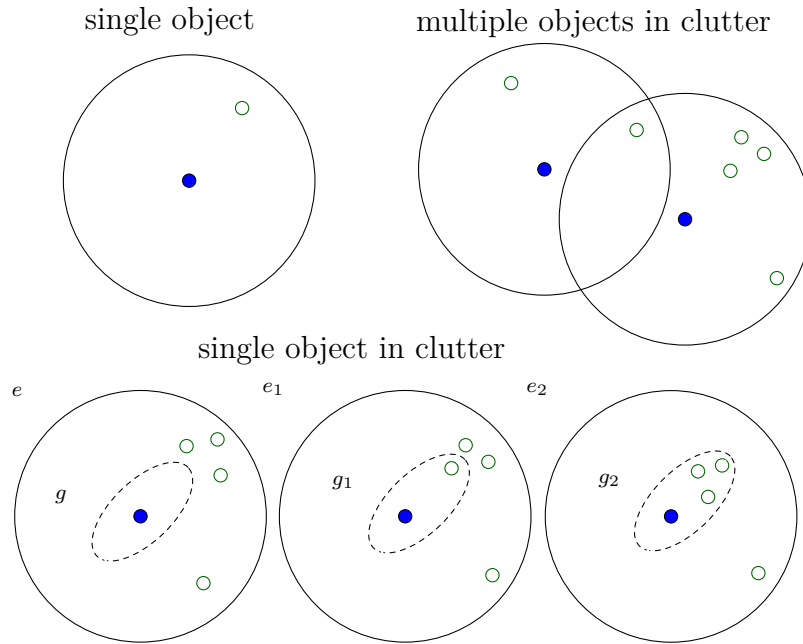 single object
multiple objects in clutter
single object in clutter
e
e₁
e₂
g
g₁
g₂